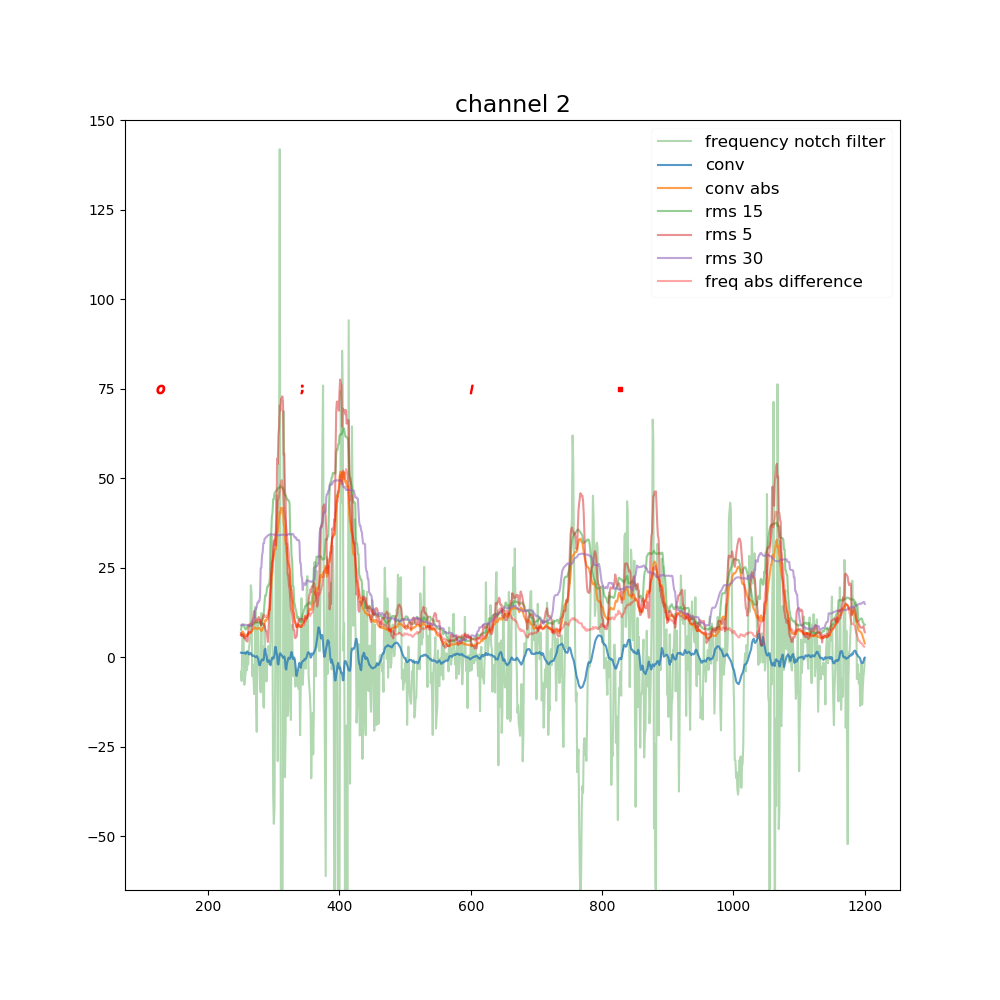 channel 2
150
125
100
75
50
25
0
−25
−50
200 400 600 800 1000 1200
frequency notch filter
conv
conv abs
rms 15
rms 5
rms 30
freq abs difference
o ; / .